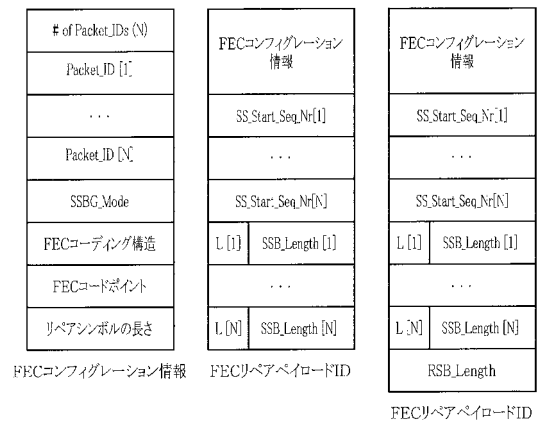 # of Packet_IDs (N)
Packet_ID [1]
...
Packet_ID [N]
SSBG_Mode
FECコーディング構造
FECコードポイント
リペアシンボルの長さ
FECコンフィグレーション情報
FECコンフィグレーション
情報
SS_Start_Seq_Nr[1]
...
SS_Start_Seq_Nr[N]
L [1] SSB_Length [1]
...
L [N] SSB_Length [N]
FECリペアペイロードID
FECコンフィグレーション
情報
SS_Start_Seq_Nr[1]
...
SS_Start_Seq_Nr[N]
L [1] SSB_Length [1]
...
L [N] SSB_Length [N]
RSB_Length
FECリペアペイロードID